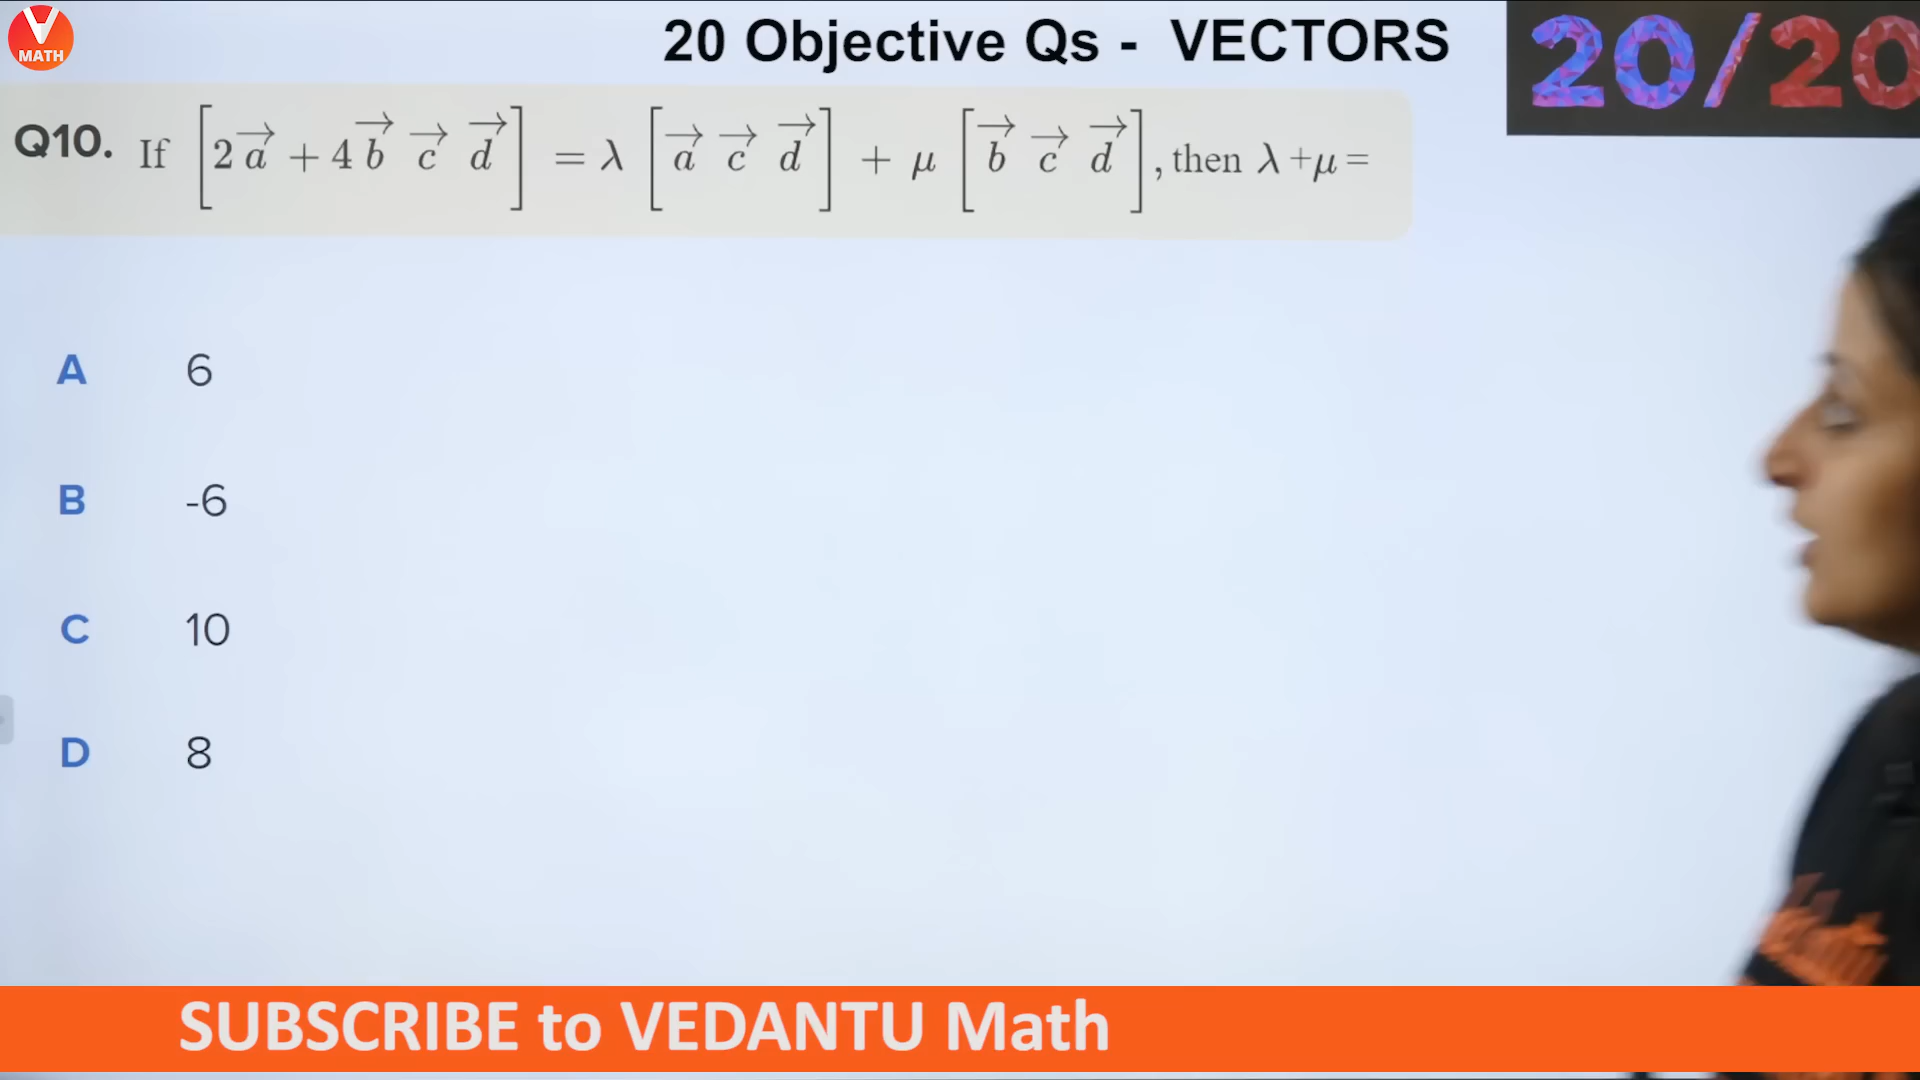 MATH
20 Objective Qs - VECTORS
20/20
Q10. If [2a⃗ + 4b⃗ c⃗ d⃗] = λ [a⃗ c⃗ d⃗] + μ [b⃗ c⃗ d⃗], then λ+μ=
A 6
B -6
C 10
D 8
SUBSCRIBE to VEDANTU Math